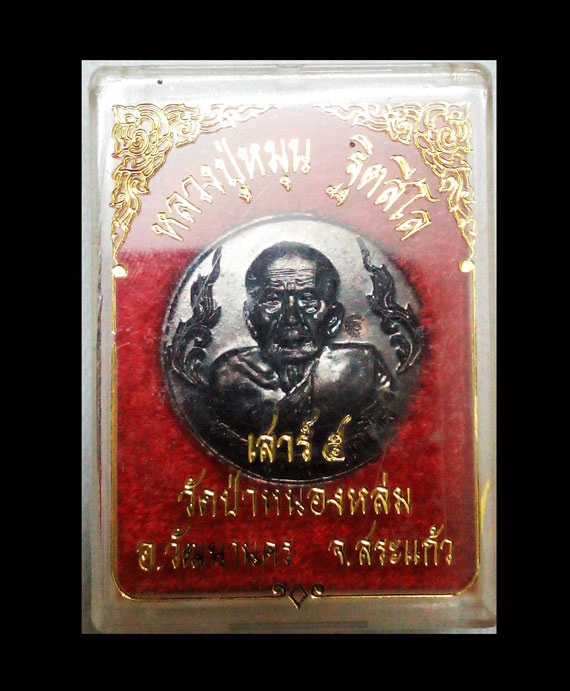 หลวงปู่หมุน ฐิตสีโล
เสาร์ ๕
วัดป่าหนองหล่ม
อ.วัฒนานคร จ.สระแก้ว